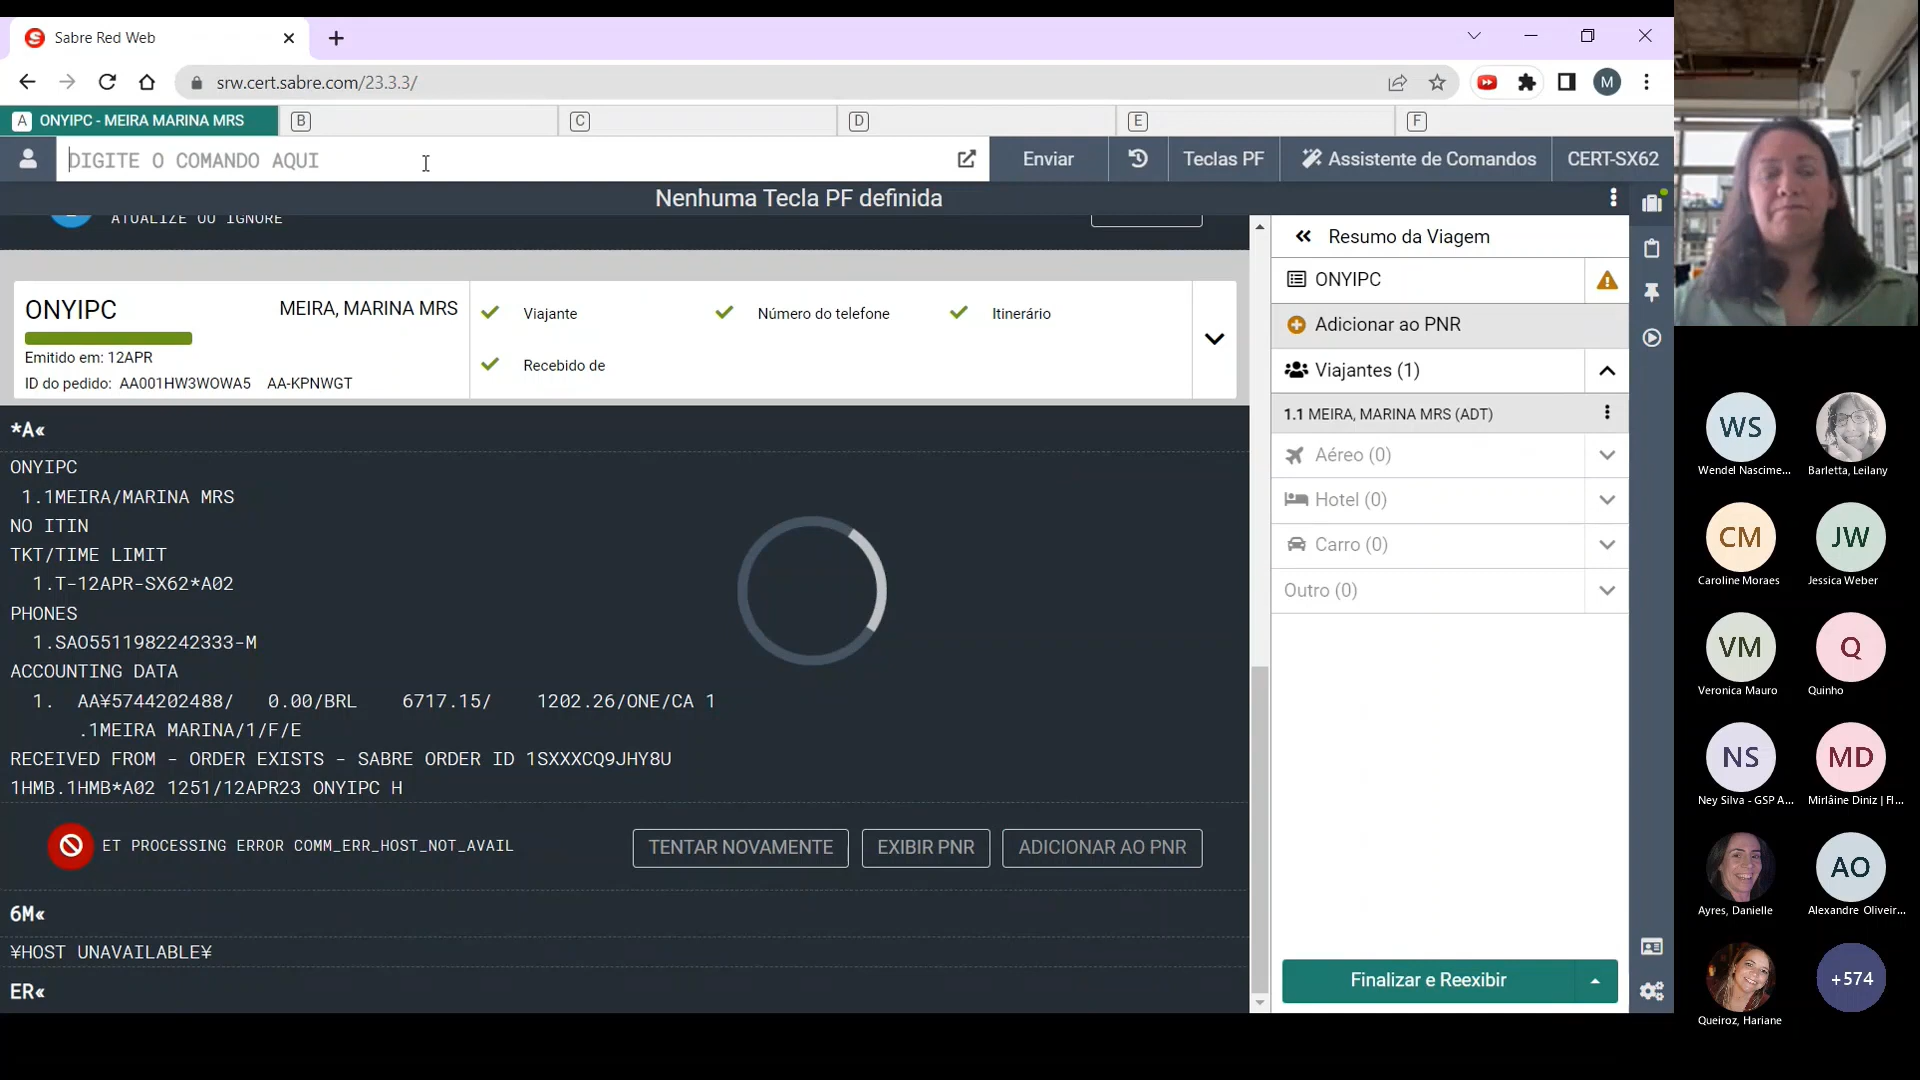 Sabre Red Web
srw.cert.sabre.com/23.3.3/
M
A ONYIPC - MEIRA MARINA MRS
B
C
D
E
F
DIGITE O COMANDO AQUI
Enviar
Teclas PF
Assistente de Comandos
CERT-SX62
Nenhuma Tecla PF definida
ATUALIZE OU IGNORE
ONYIPC
MEIRA, MARINA MRS
Emitido em: 12APR
ID do pedido: AA001HW3WOWA5 AA-KPNWGT
Viajante
Número do telefone
Itinerário
Recebido de
*A«
ONYIPC
1.1MEIRA/MARINA MRS
NO ITIN
TKT/TIME LIMIT
1.T-12APR-SX62*A02
PHONES
1.SAO5511982242333-M
ACCOUNTING DATA
1. AA¥5744202488/ 0.00/BRL 6717.15/ 1202.26/ONE/CA 1
.1MEIRA MARINA/1/F/E
RECEIVED FROM - ORDER EXISTS - SABRE ORDER ID 1SXXXCQ9JHY8U
1HMB.1HMB*A02 1251/12APR23 ONYIPC H
ET PROCESSING ERROR COMM_ERR_HOST_NOT_AVAIL
TENTAR NOVAMENTE
EXIBIR PNR
ADICIONAR AO PNR
6M«
¥HOST UNAVAILABLE¥
ER«
Resumo da Viagem
ONYIPC
Adicionar ao PNR
Viajantes (1)
1.1 MEIRA, MARINA MRS (ADT)
Aéreo (0)
Hotel (0)
Carro (0)
Outro (0)
Finalizar e Reexibir
WS
Wendel Nascime...
Barletta, Leilany
CM
Caroline Moraes
JW
Jessica Weber
VM
Veronica Mauro
Q
Quinho
NS
Ney Silva - GSP A...
MD
Mirlâine Diniz | Fl...
Ayres, Danielle
AO
Alexandre Oliveir...
Queiroz, Hariane
+574